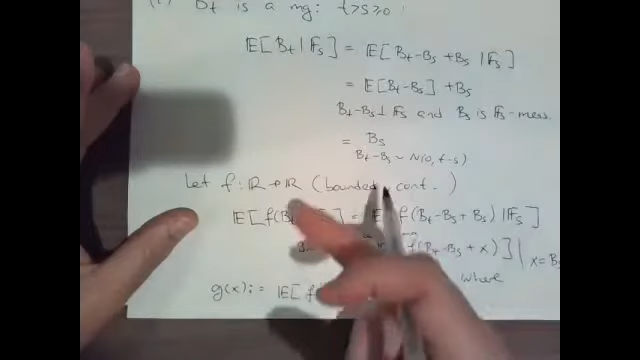 B_t is a mg: t>s≥0:
E[B_t | F_s] = E[B_t-B_s+B_s | F_s]
= E[B_t-B_s] + B_s
B_t-B_s ⊥ F_s and B_s is F_s-meas.
= B_s
B_t-B_s ~ N(0, t-s)
Let f: R→R (bounded cont. )
E[f(B_t = f(B_t-B_s+B_s) | F_s]
f(B_t-B_s+x)] | x=B_s
where
g(x):= E[ f